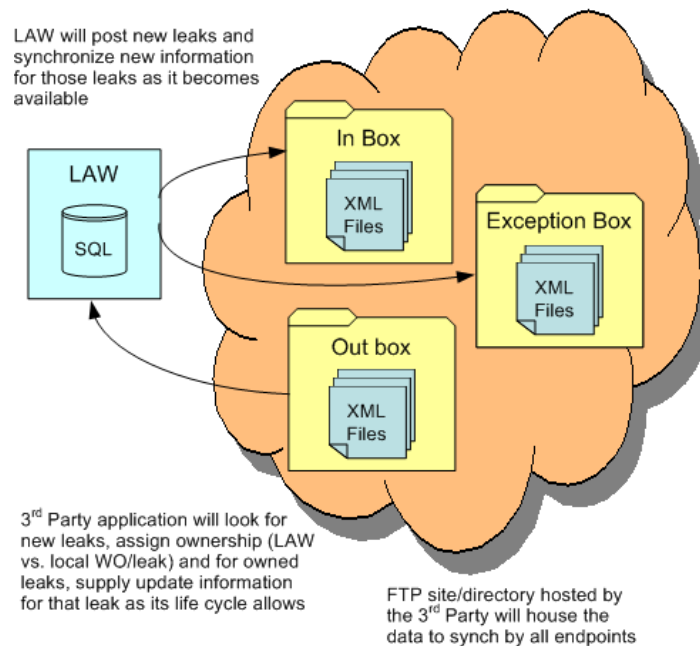 LAW will post new leaks and
synchronize new information
for those leaks as it becomes
available
In Box
XML
Files
LAW
SQL
Exception Box
XML
Files
Out box
XML
Files
3rd Party application will look for
new leaks, assign ownership (LAW
vs. local WO/leak) and for owned
leaks, supply update information
for that leak as its life cycle allows
FTP site/directory hosted by
the 3rd Party will house the
data to synch by all endpoints